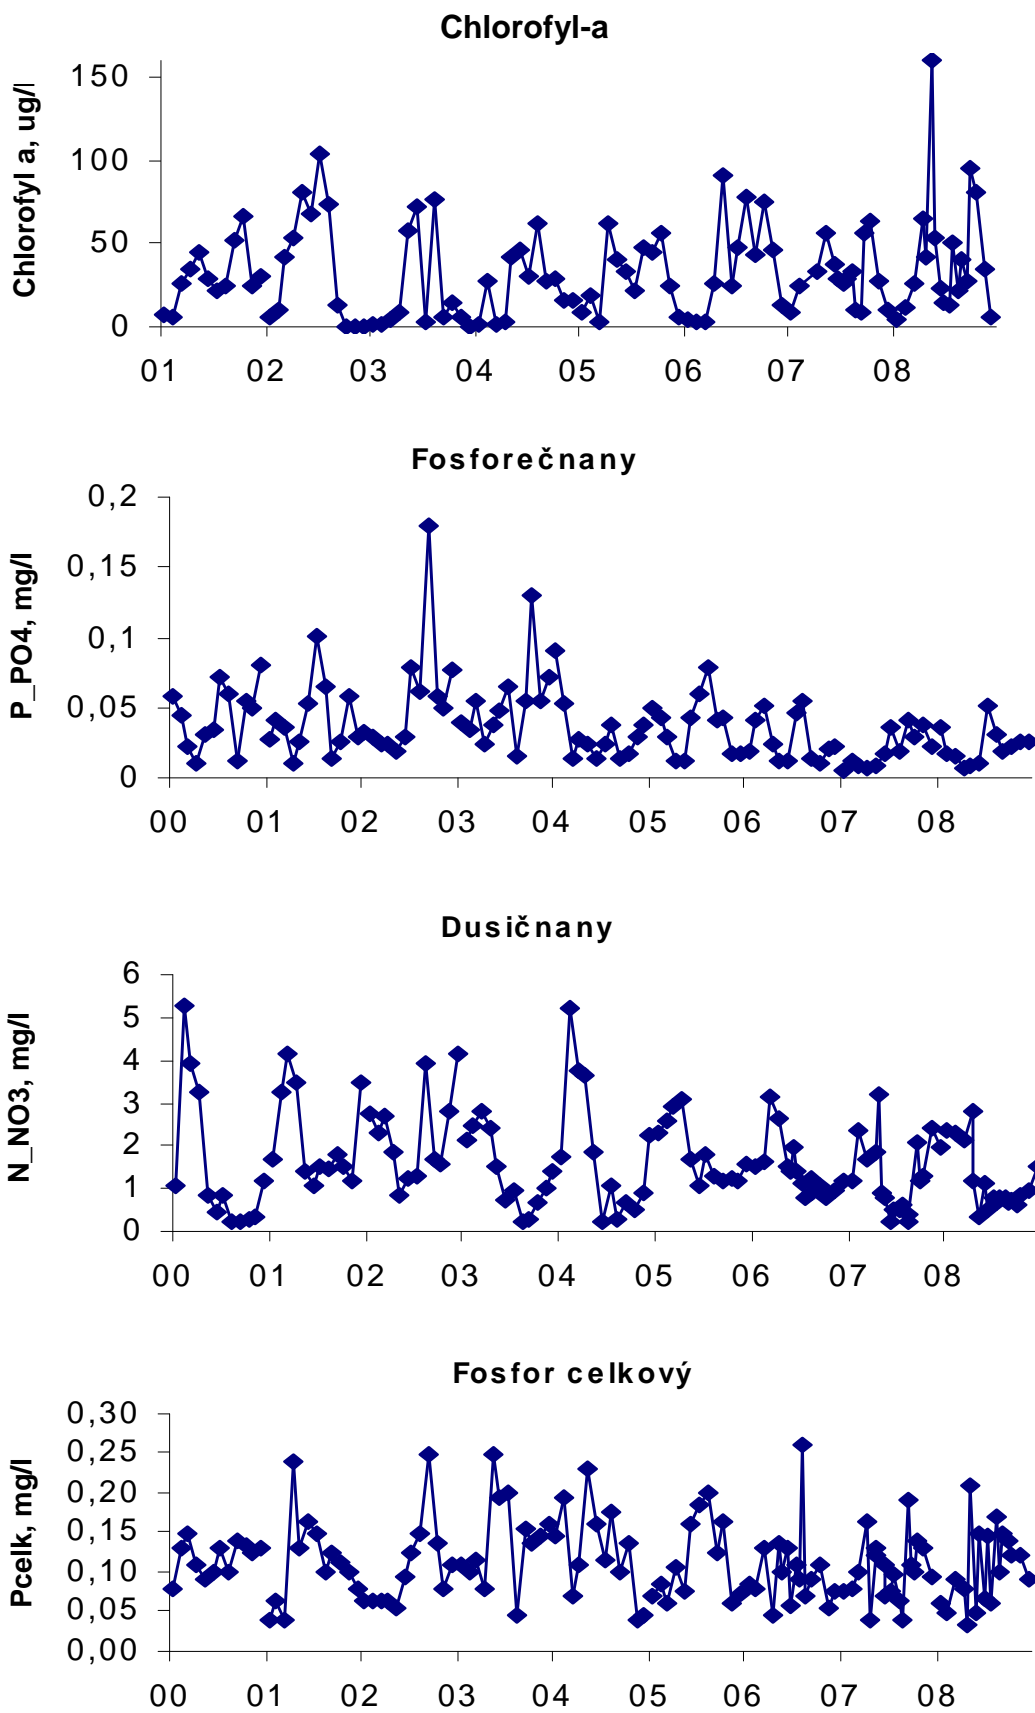 Chlorofyl-a
Chlorofyl a, ug/l
150
100
50
0
01 02 03 04 05 06 07 08
Fosforečnany
P_PO4, mg/l
0,2
0,15
0,1
0,05
0
00 01 02 03 04 05 06 07 08
Dusičnany
N_NO3, mg/l
6
5
4
3
2
1
0
00 01 02 03 04 05 06 07 08
Fosfor celkový
Pcelk, mg/l
0,30
0,25
0,20
0,15
0,10
0,05
0,00
00 01 02 03 04 05 06 07 08